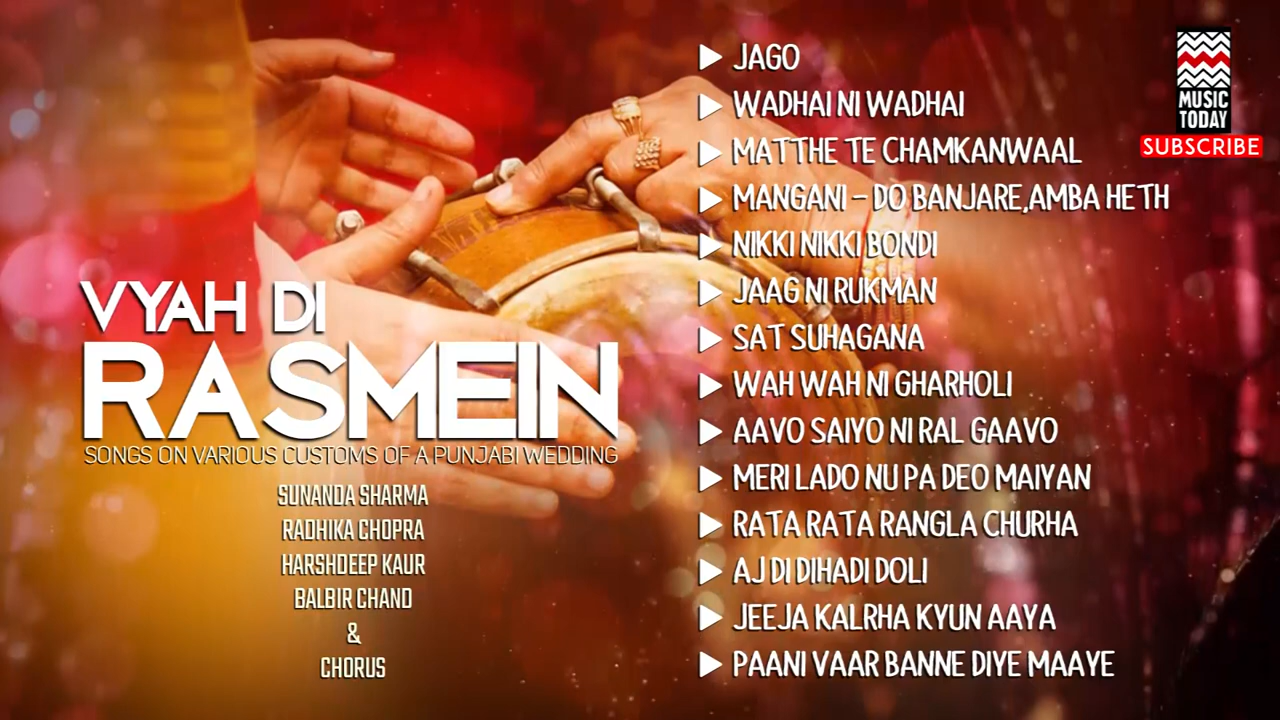 VYAH DI
RASMEIN
SONGS ON VARIOUS CUSTOMS OF A PUNJABI WEDDING
SUNANDA SHARMA
RADHIKA CHOPRA
HARSHDEEP KAUR
BALBIR CHAND
&
CHORUS
JAGO
WADHAI NI WADHAI
MATTHE TE CHAMKANWAAL
MANGANI – DO BANJARE,AMBA HETH
NIKKI NIKKI BONDI
JAAG NI RUKMAN
SAT SUHAGANA
WAH WAH NI GHARHOLI
AAVO SAIYO NI RAL GAAVO
MERI LADO NU PA DEO MAIYAN
RATA RATA RANGLA CHURHA
AJ DI DIHADI DOLI
JEEJA KALRHA KYUN AAYA
PAANI VAAR BANNE DIYE MAAYE
MUSIC
TODAY
SUBSCRIBE